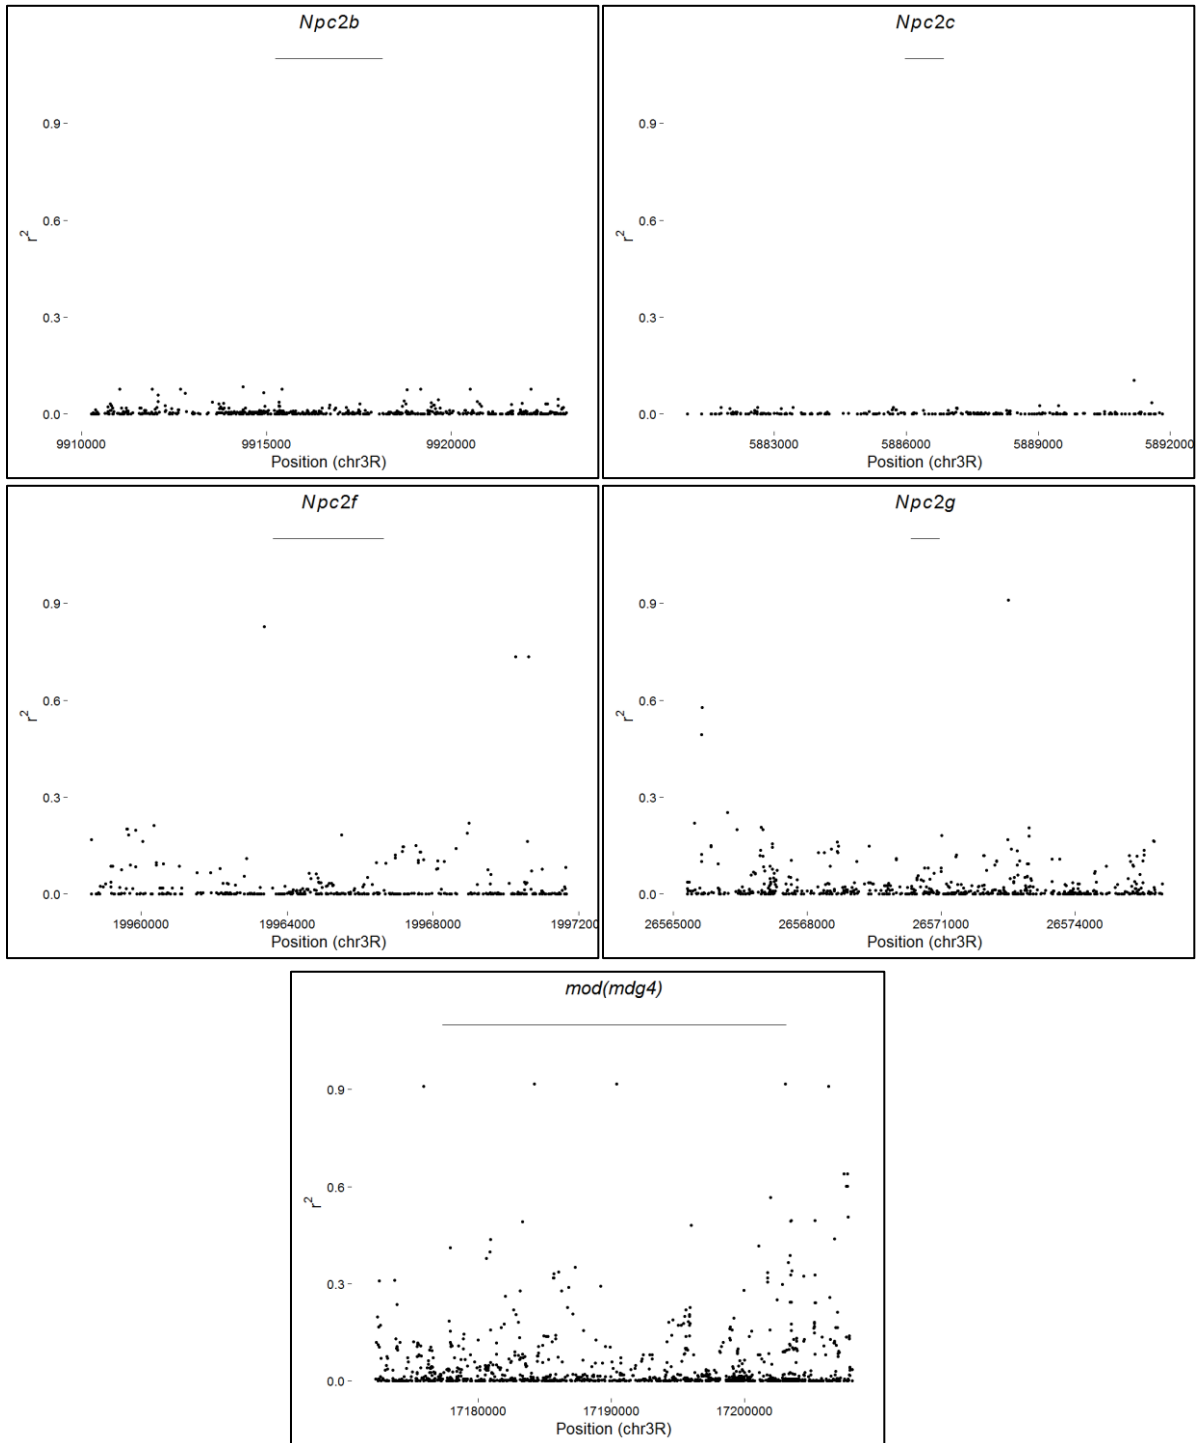 Npc2b
0.9
0.6
r²
0.3
0.0
9910000 9915000 9920000
Position (chr3R)
Npc2c
0.9
0.6
r²
0.3
0.0
5883000 5886000 5889000 5892000
Position (chr3R)
Npc2f
0.9
0.6
r²
0.3
0.0
19960000 19964000 19968000 1997200
Position (chr3R)
Npc2g
0.9
0.6
r²
0.3
0.0
26565000 26568000 26571000 26574000
Position (chr3R)
mod(mdg4)
0.9
0.6
r²
0.3
0.0
17180000 17190000 17200000
Position (chr3R)